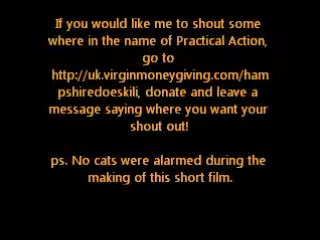 If you would like me to shout some
where in the name of Practical Action,
go to
http://uk.virginmoneygiving.com/ham
pshiredoeskili, donate and leave a
message saying where you want your
shout out!
ps. No cats were alarmed during the
making of this short film.